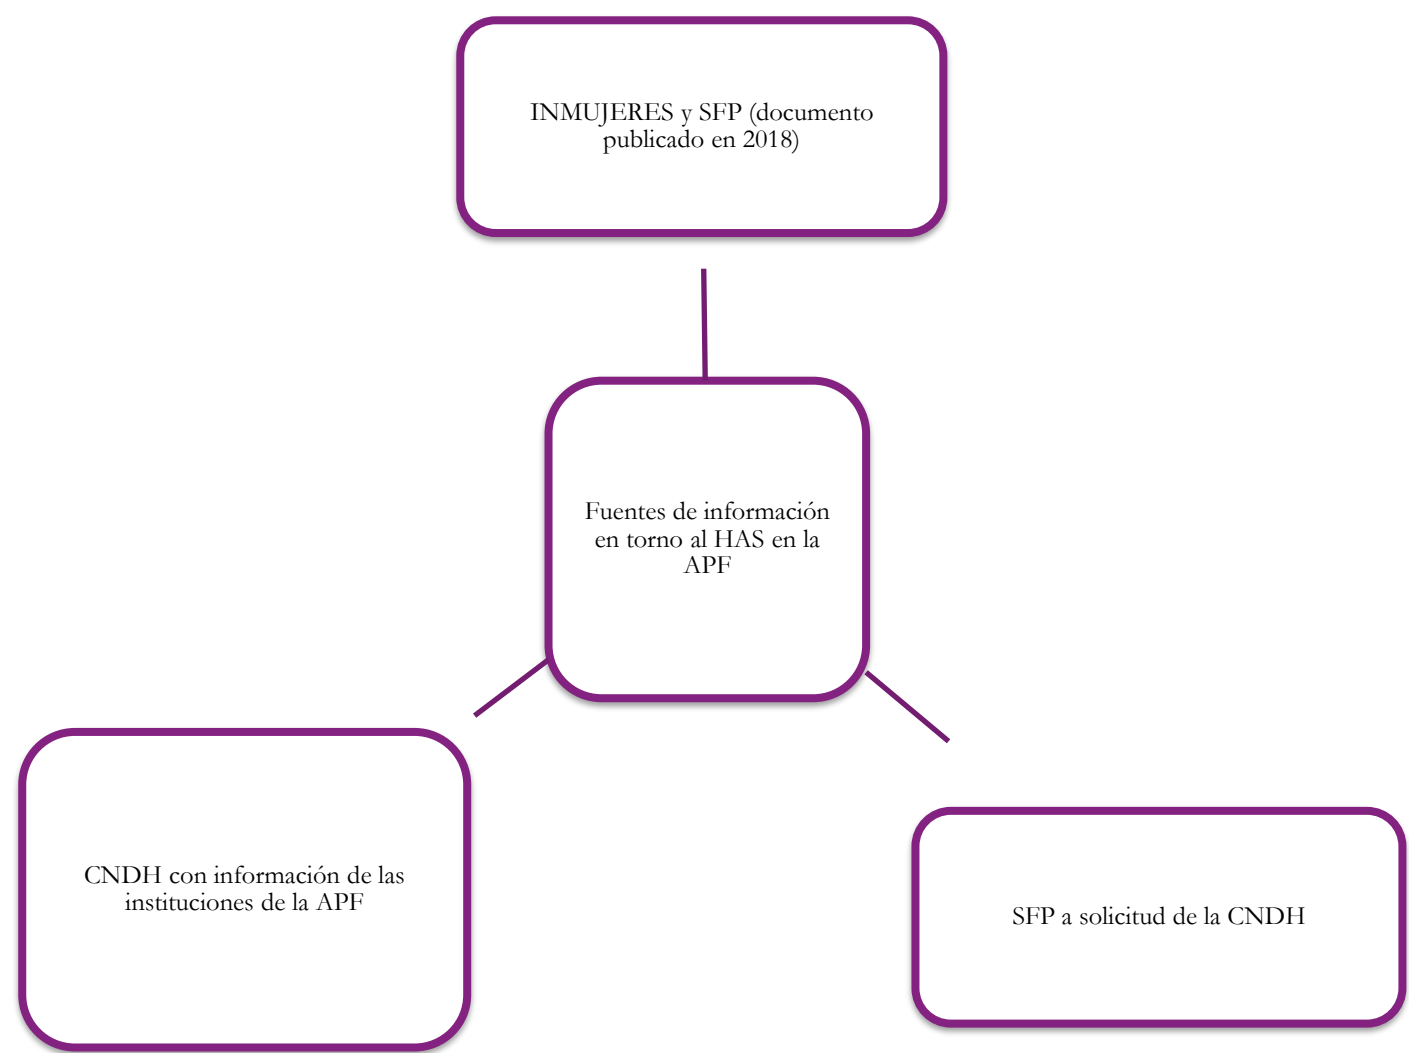 INMUJERES y SFP (documento
publicado en 2018)
Fuentes de información
en torno al HAS en la
APF
CNDH con información de las
instituciones de la APF
SFP a solicitud de la CNDH